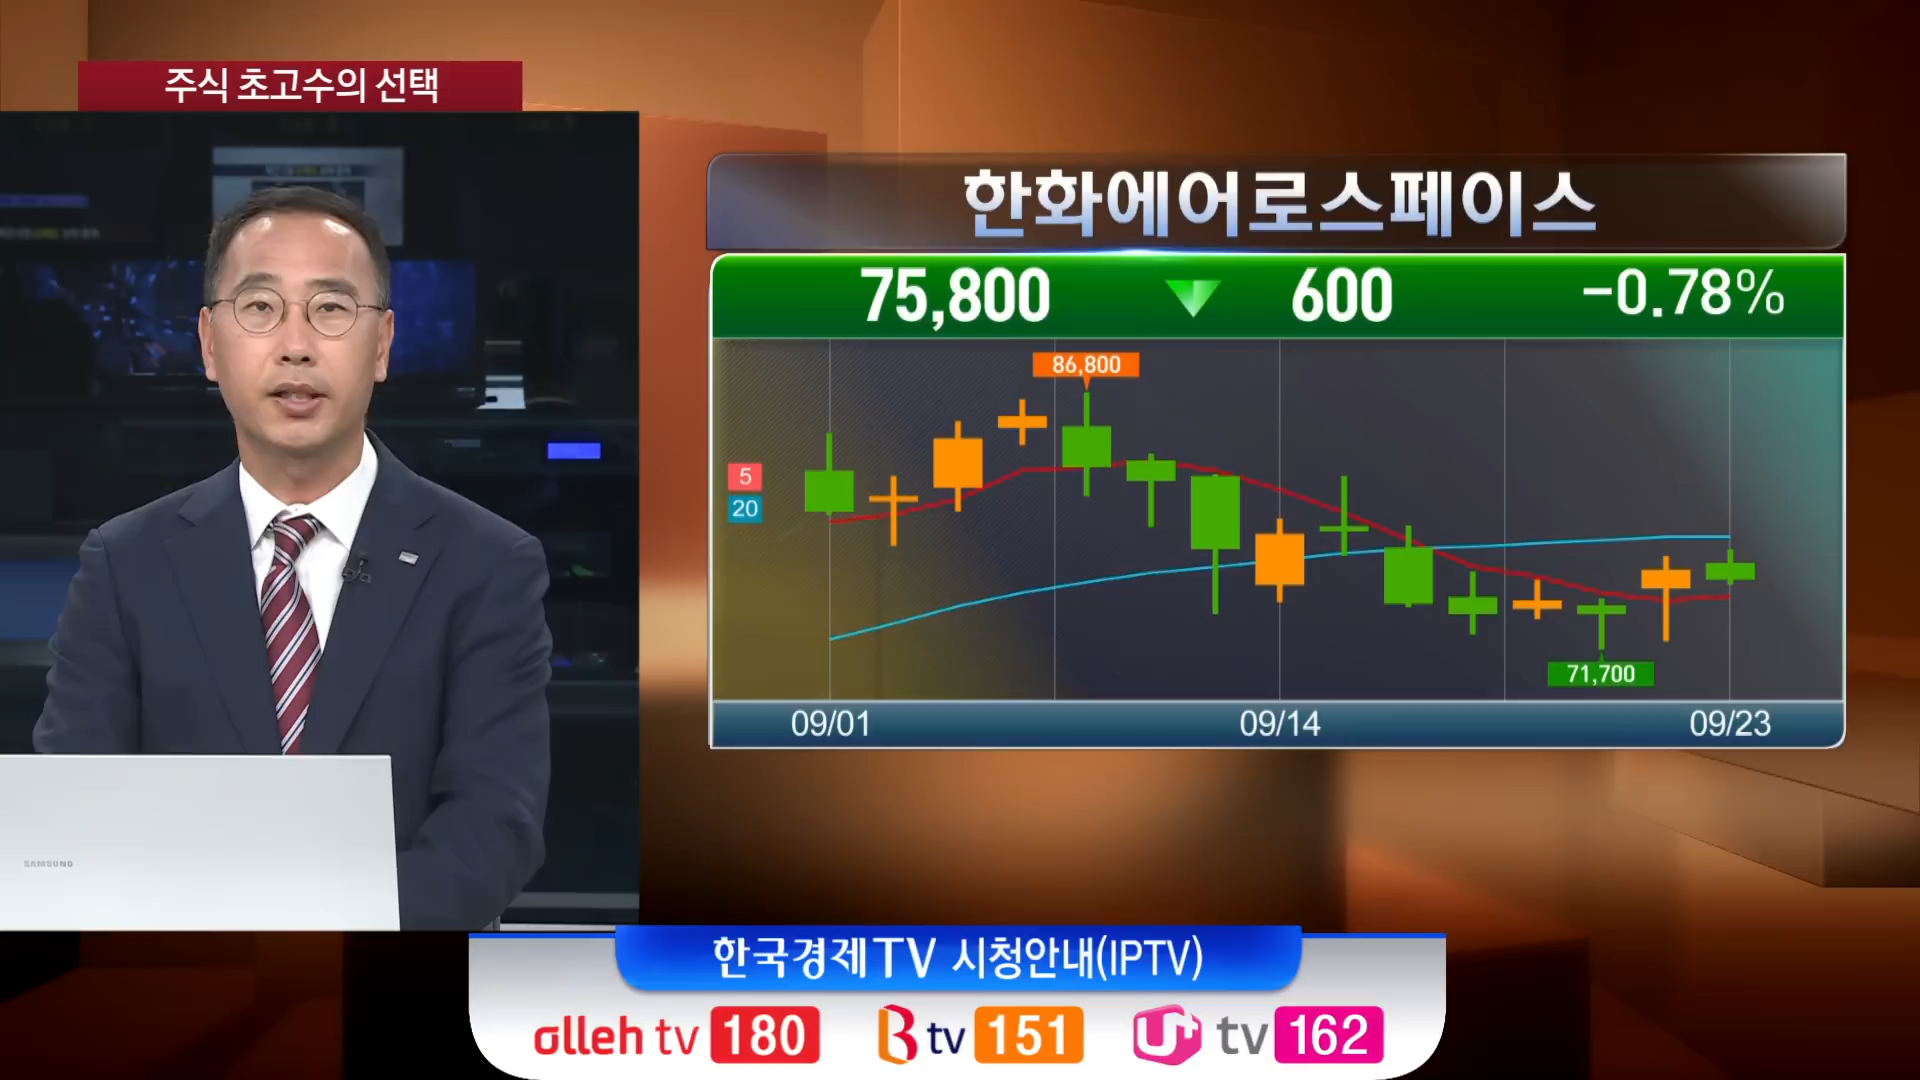 주식 초고수의 선택
한화에어로스페이스
75,800 ▼ 600 -0.78%
86,800
5
20
71,700
09/01 09/14 09/23
SAMSUNG
한국경제TV 시청안내(IPTV)
olleh tv 180 B tv 151 U+ tv 162